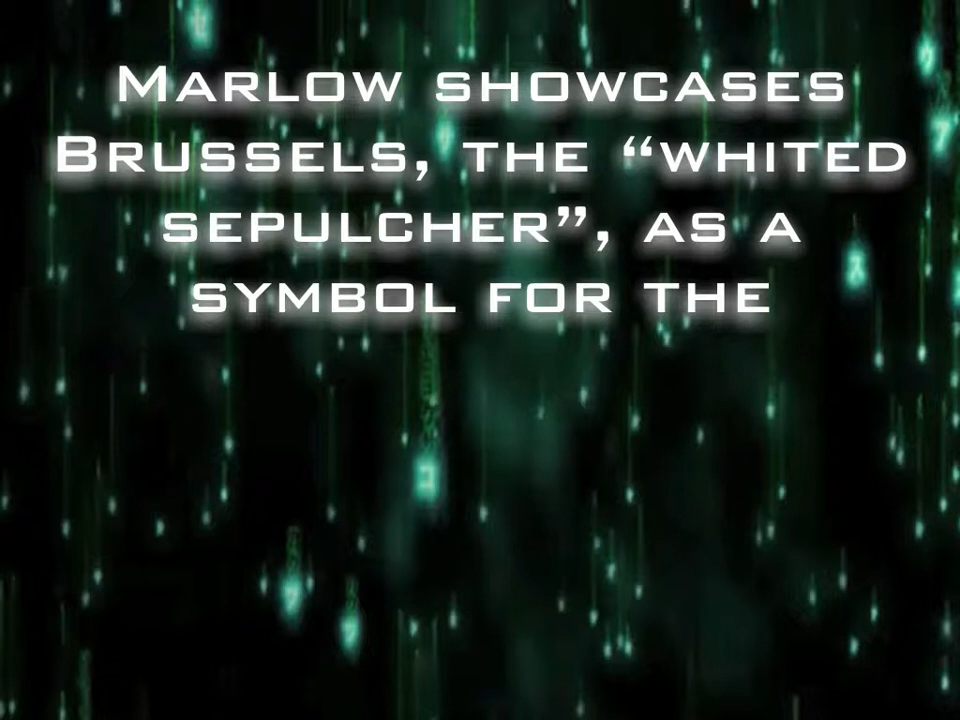 Marlow showcases
Brussels, the “whited
sepulcher”, as a
symbol for the